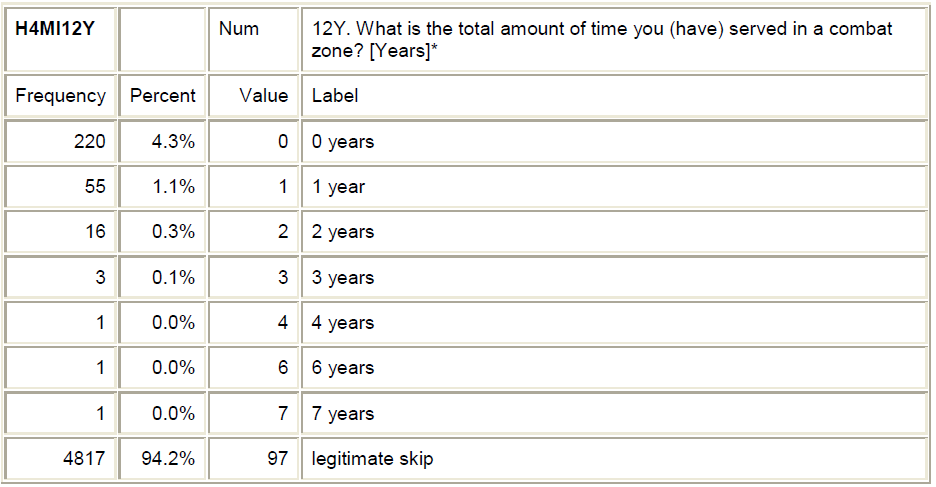 H4MI12Y Num 12Y. What is the total amount of time you (have) served in a combat
zone? [Years]*
Frequency Percent Value Label
220 4.3% 0 0 years
55 1.1% 1 1 year
16 0.3% 2 2 years
3 0.1% 3 3 years
1 0.0% 4 4 years
1 0.0% 6 6 years
1 0.0% 7 7 years
4817 94.2% 97 legitimate skip